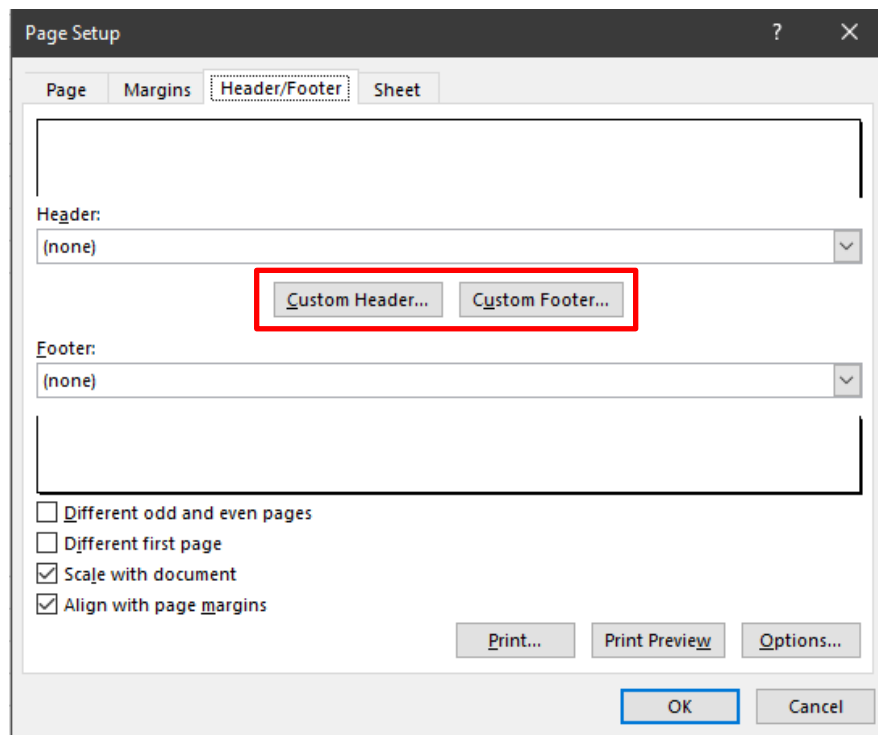 Page Setup ?
Page Margins Header/Footer Sheet
Header:
(none)
Custom Header... Custom Footer...
Footer:
(none)
Different odd and even pages
Different first page
Scale with document
Align with page margins
Print... Print Preview Options...
OK Cancel